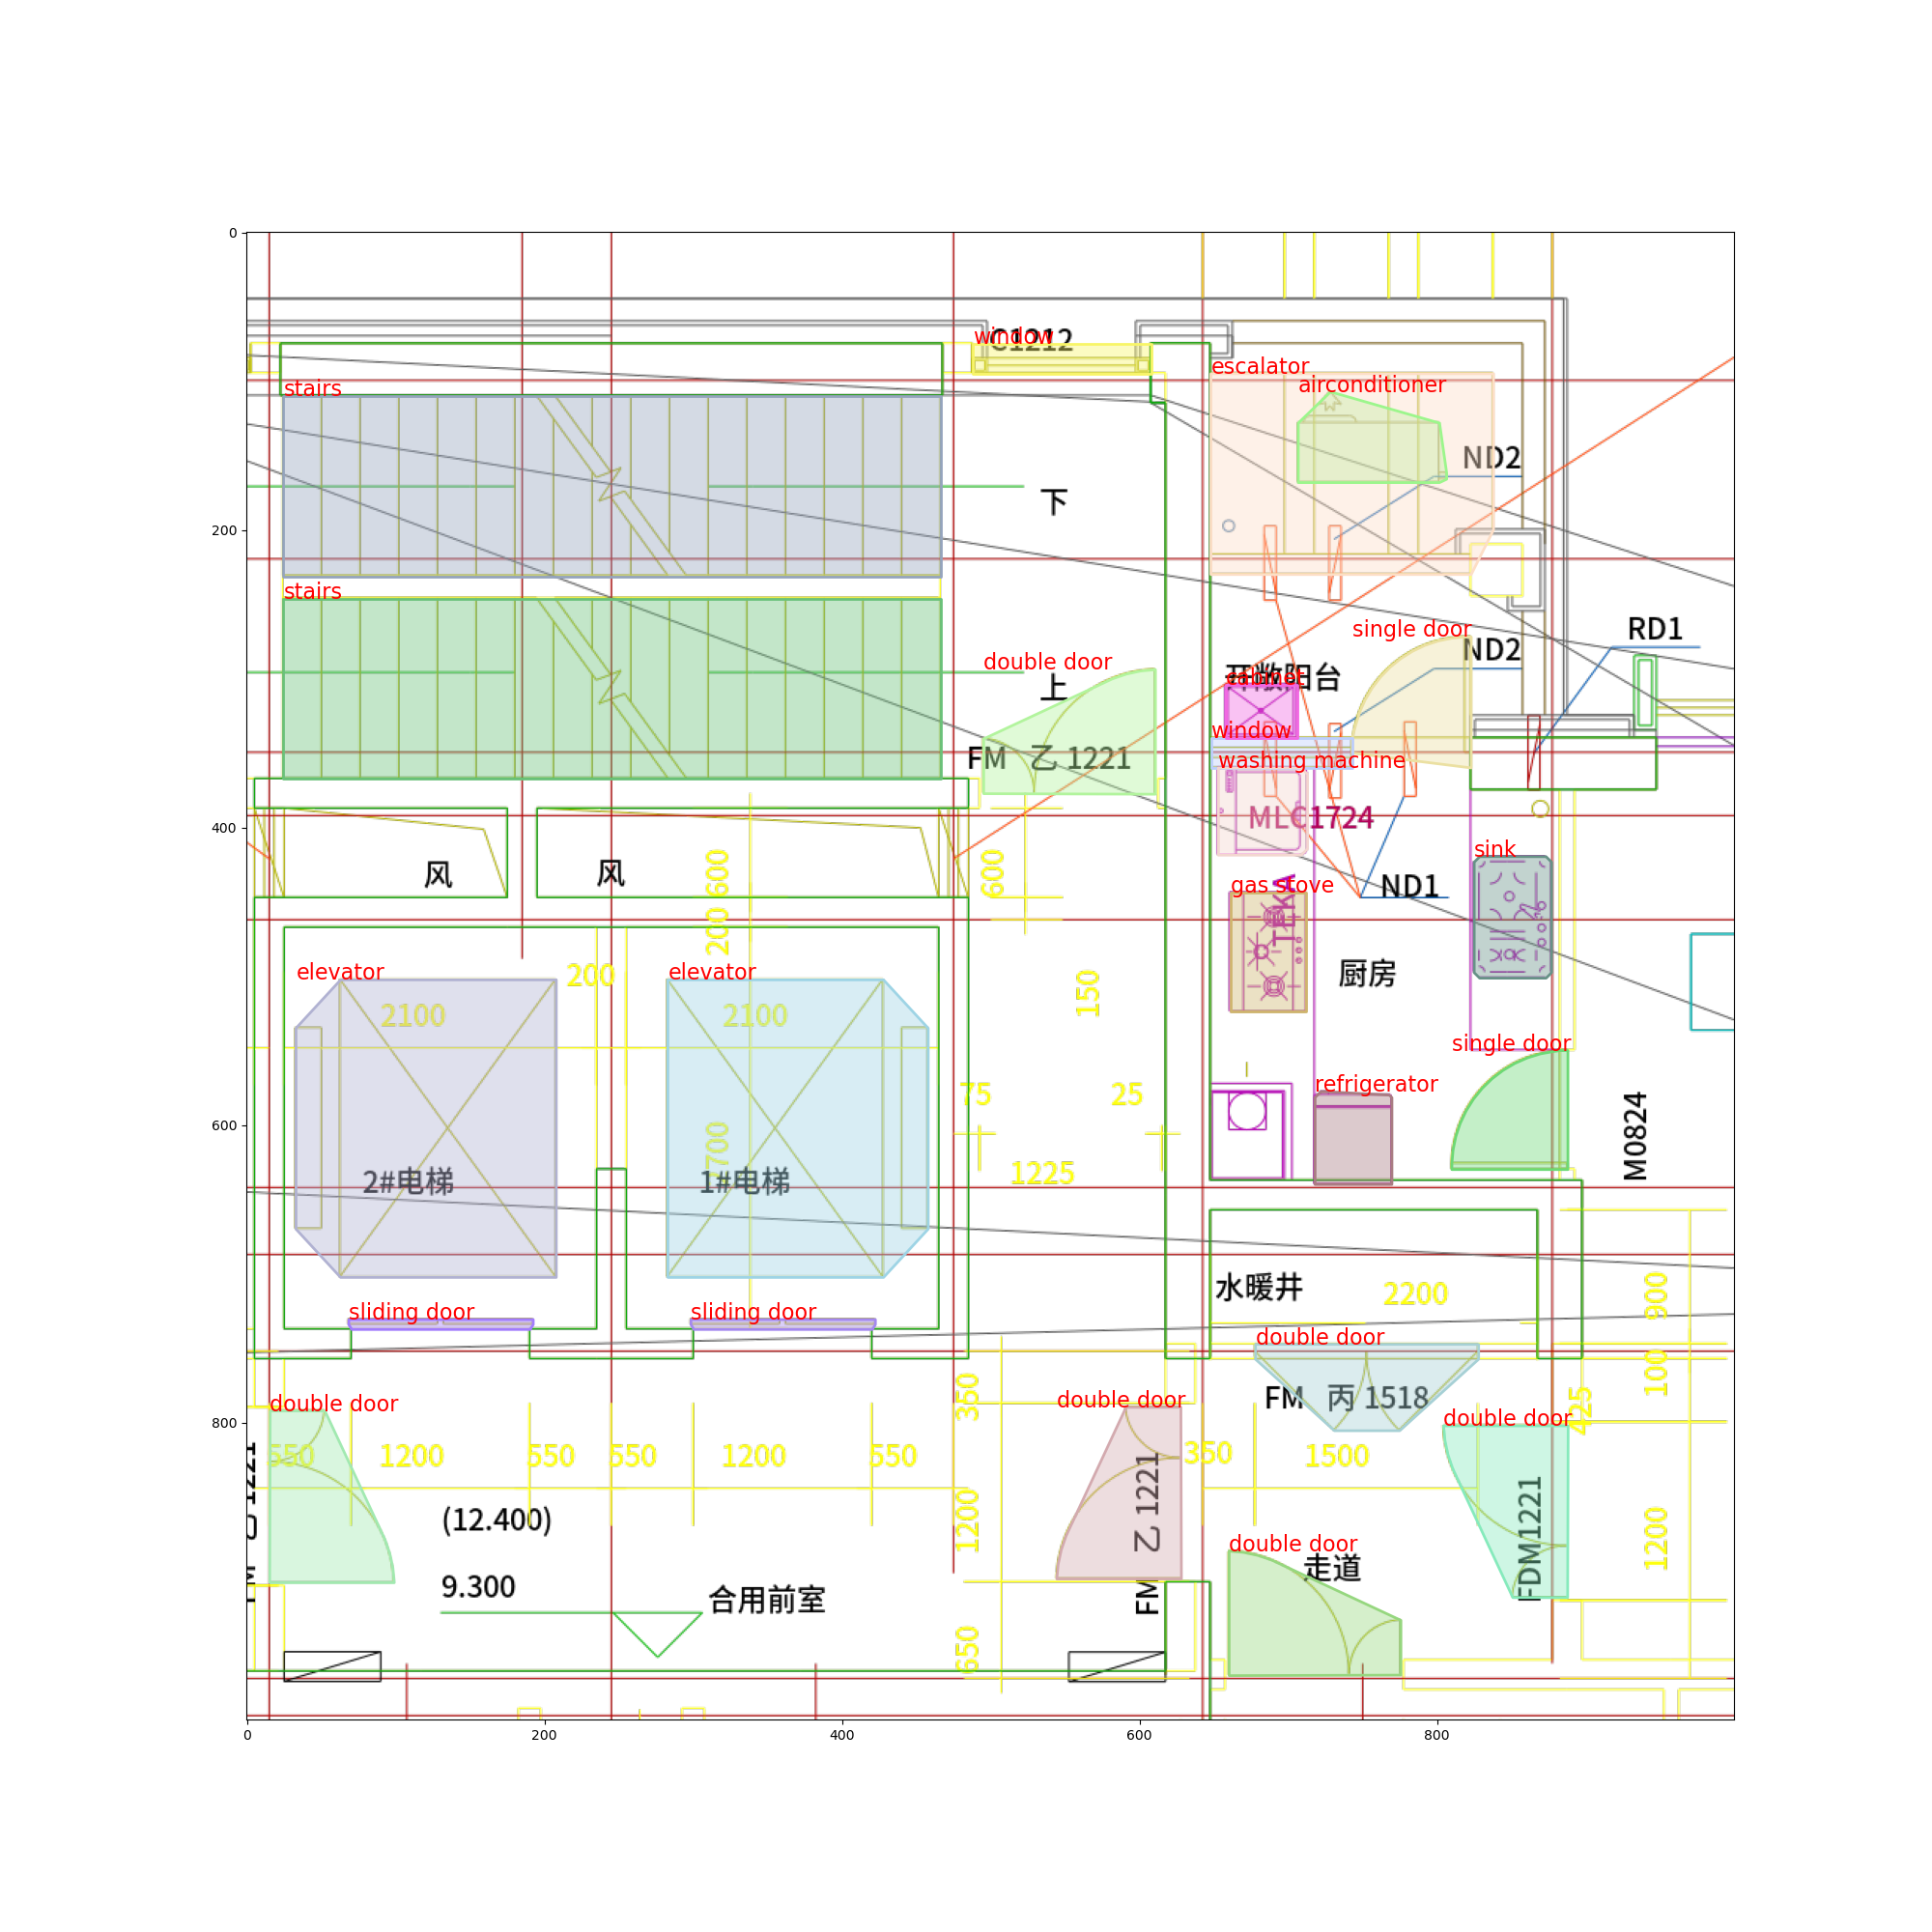 0
window
C1212
escalator
stairs
airconditioner
ND2
下
200
stairs
RD1
single door
ND2
double door
开敞阳台
cabinet
上
window
FM 乙 1221
washing machine
400
MLC1724
风
风
600
600
sink
gas stove
TEKA
ND1
200
elevator
200
elevator
厨房
2100
2100
150
single door
refrigerator
75
25
600
M0824
700
1225
2#电梯
1#电梯
水暖井
2200
900
sliding door
sliding door
double door
100
350
double door
double door
FM 丙 1518
425
double door
800
550
1200
550
550
1200
550
350
1500
1221
FM 乙 1221
FDM1221
(12.400)
1200
1200
double door
走道
9.300
合用前室
650
0
200
400
600
800